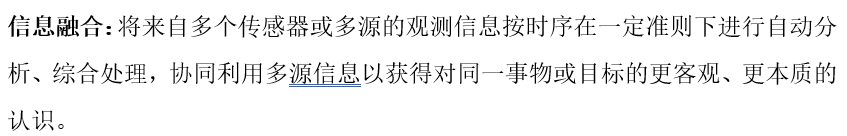 信息融合：将来自多个传感器或多源的观测信息按时序在一定准则下进行自动分
析、综合处理，协同利用多源信息以获得对同一事物或目标的更客观、更本质的
认识。